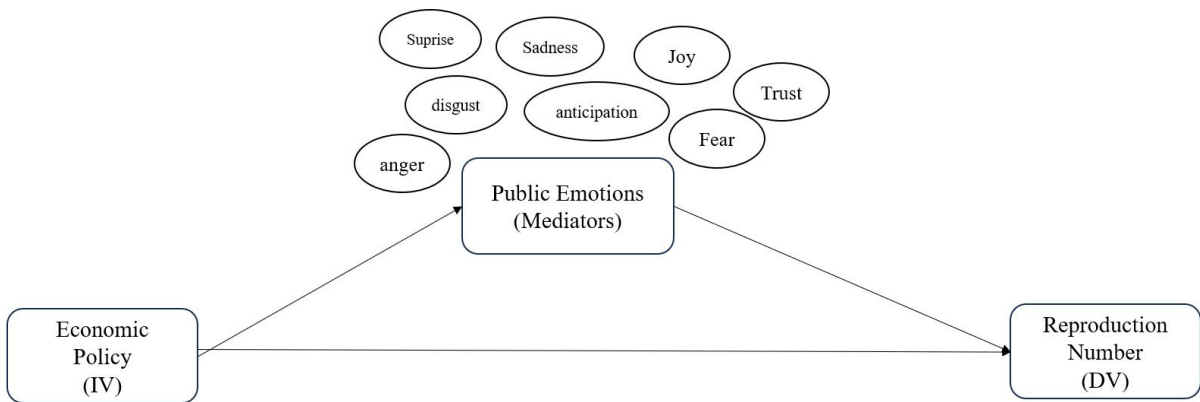 Suprise
Sadness
Joy
Trust
disgust
anticipation
Fear
anger
Public Emotions
(Mediators)
Economic
Policy
(IV)
Reproduction
Number
(DV)